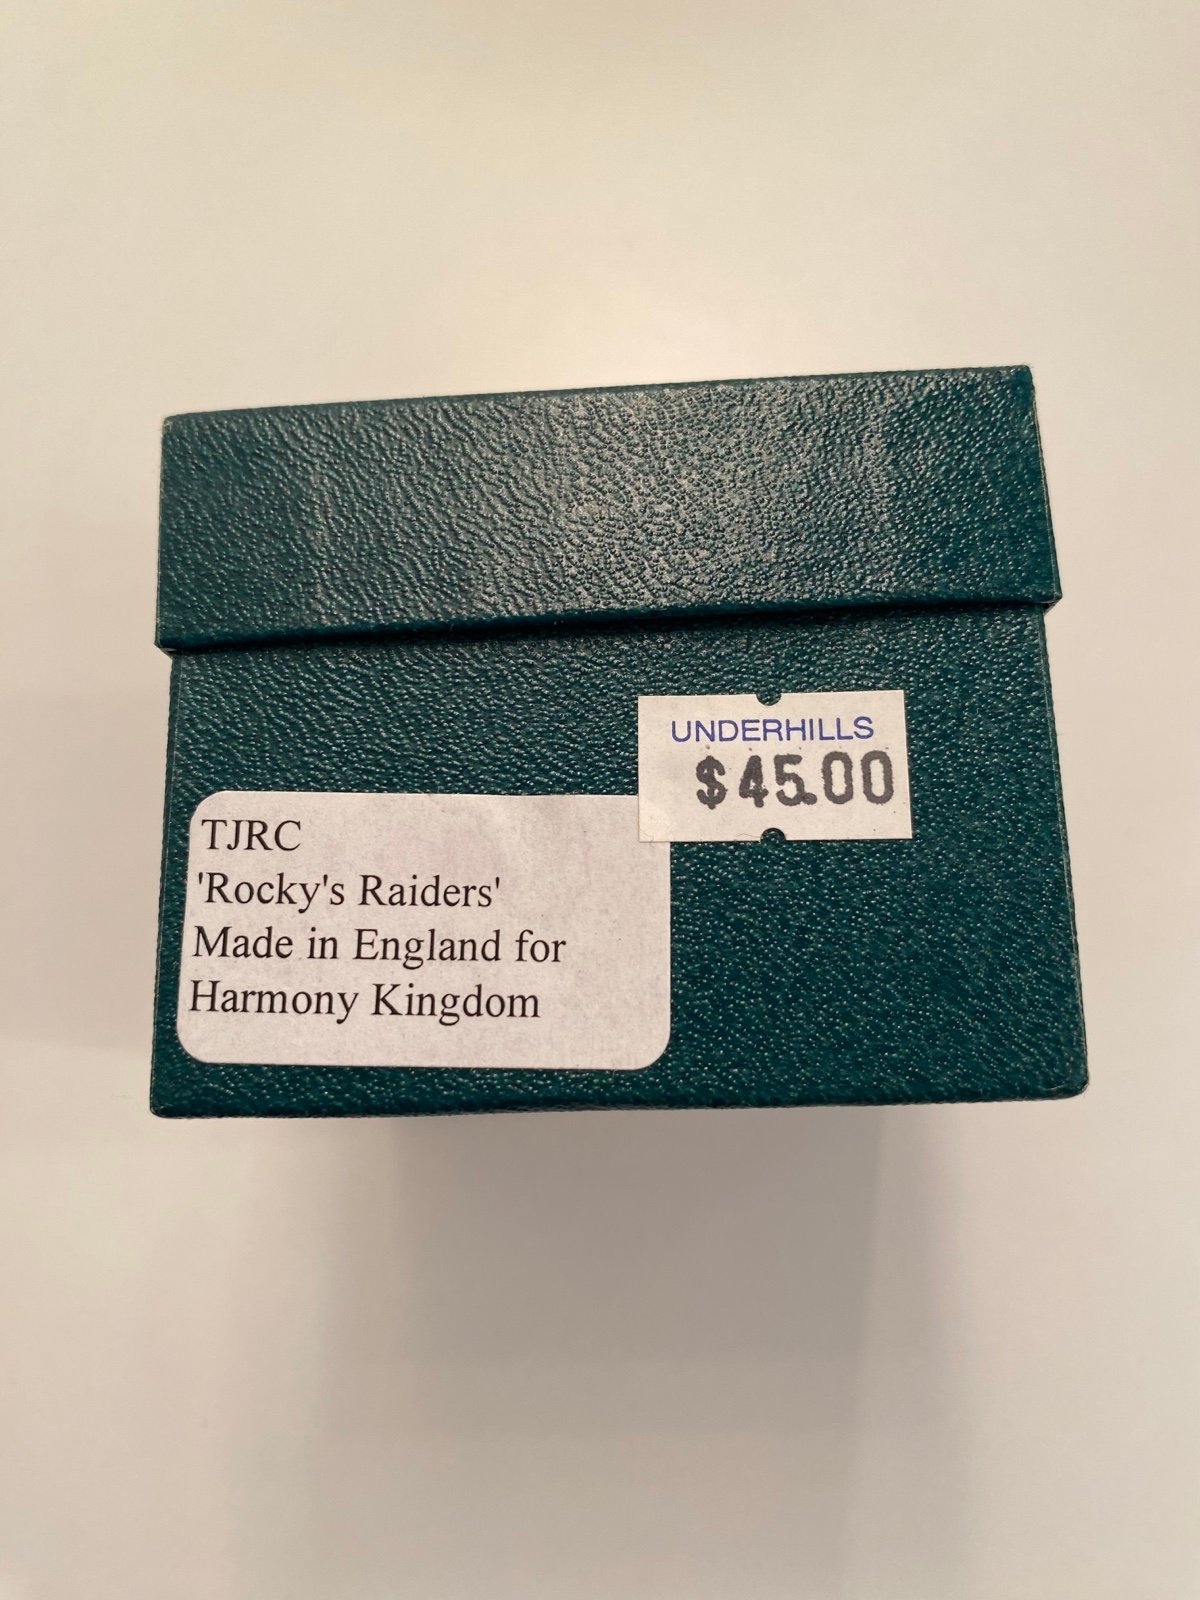 UNDERHILLS
$45.00
TJRC
'Rocky's Raiders'
Made in England for
Harmony Kingdom